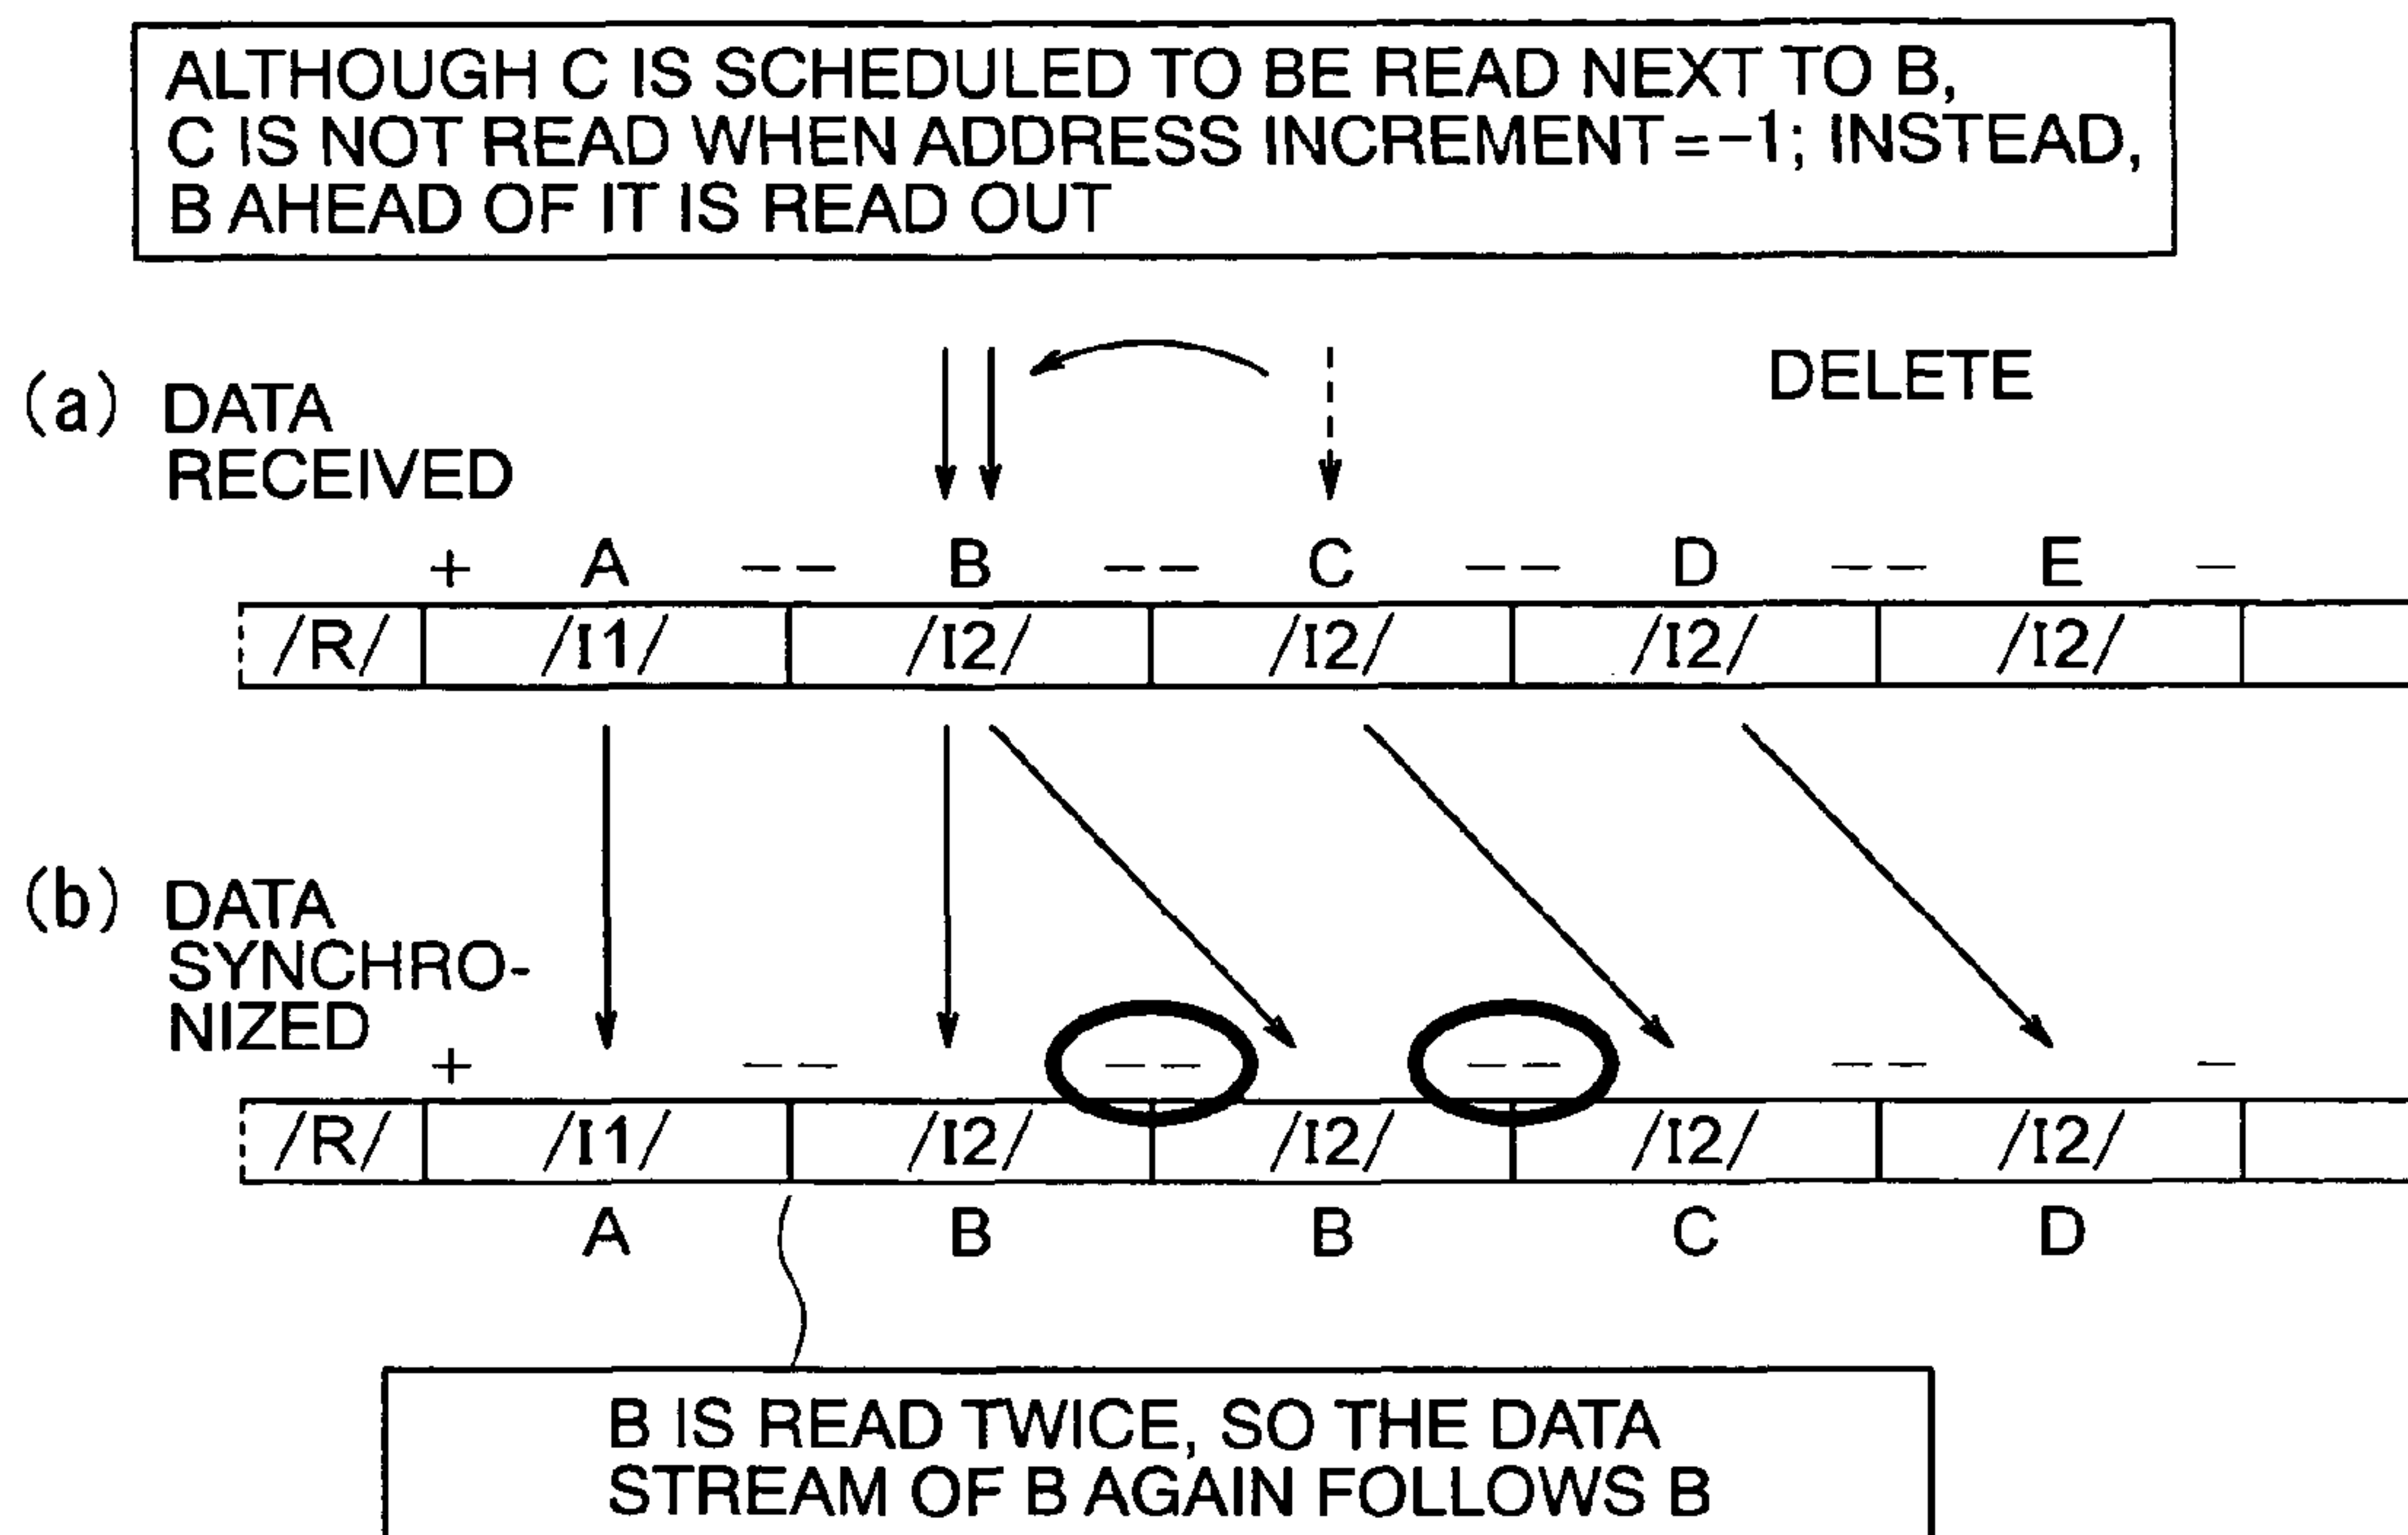 ALTHOUGH C IS SCHEDULED TO BE READ NEXT TO B,
C IS NOT READ WHEN ADDRESS INCREMENT=-1; INSTEAD,
B AHEAD OF IT IS READ OUT
DELETE
(a) DATA
RECEIVED
+ A -- B -- C -- D -- E -
/R/ /I1/ /I2/ /I2/ /I2/ /I2/
(b) DATA
SYNCHRO-
NIZED
+ -- -- -- -- -
/R/ /I1/ /I2/ /I2/ /I2/ /I2/
A B B C D
B IS READ TWICE, SO THE DATA
STREAM OF B AGAIN FOLLOWS B